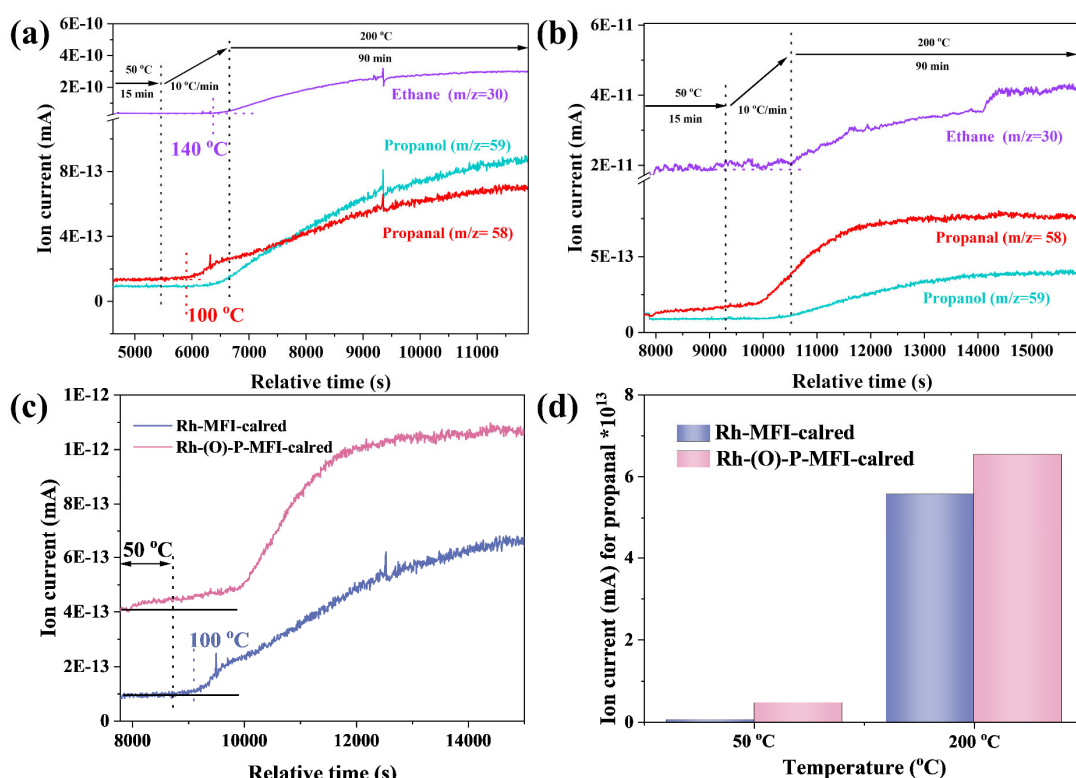 (a)
6E-10
4E-10
2E-10
8E-13
4E-13
0
Ion current (mA)
50 °C
15 min
10 °C/min
200 °C
90 min
Ethane (m/z=30)
140 °C
Propanol (m/z=59)
Propanal (m/z= 58)
100 °C
5000 6000 7000 8000 9000 10000 11000
Relative time (s)
(b)
6E-11
4E-11
2E-11
5E-13
0
Ion current (mA)
50 °C
15 min
10 °C/min
200 °C
90 min
Ethane (m/z=30)
Propanal (m/z= 58)
Propanol (m/z=59)
8000 9000 10000 11000 12000 13000 14000 15000
Relative time (s)
(c)
1E-12
1E-12
8E-13
6E-13
4E-13
2E-13
0
Ion current (mA)
Rh-MFI-calred
Rh-(O)-P-MFI-calred
50 °C
100 °C
8000 10000 12000 14000
Relative time (s)
(d)
8
6
4
2
0
Ion current (mA) for propanal *10¹³
Rh-MFI-calred
Rh-(O)-P-MFI-calred
50 °C 200 °C
Temperature (°C)